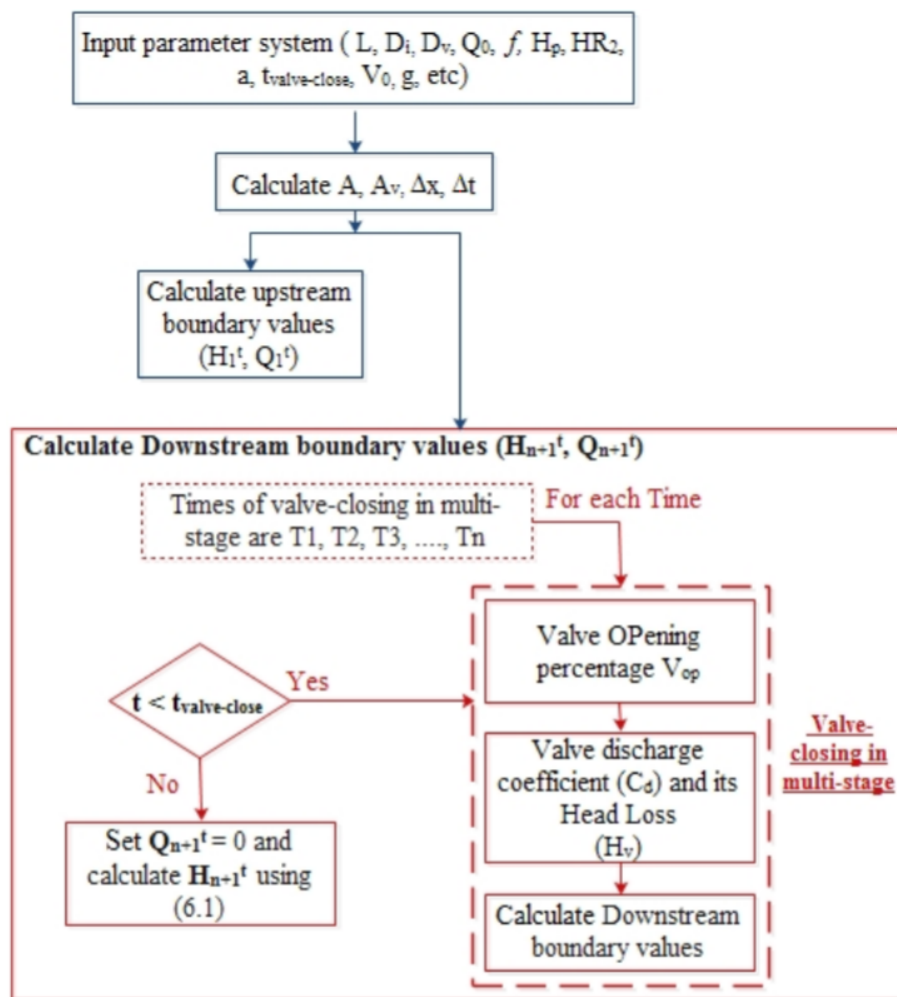 Input parameter system ( L, Dᵢ, Dᵥ, Q₀, f, Hₚ, HR₂,
a, t_valve-close, V₀, g, etc)
Calculate A, Aᵥ, Δx, Δt
Calculate upstream
boundary values
(H₁ᵗ, Q₁ᵗ)
Calculate Downstream boundary values (Hₙ₊₁ᵗ, Qₙ₊₁ᵗ)
Times of valve-closing in multi-
stage are T1, T2, T3, ...., Tn
For each Time
Valve OPening
percentage V_op
t < t_valve-close
Yes
No
Valve discharge
coefficient (C_d) and its
Head Loss
(Hᵥ)
Valve-
closing in
multi-stage
Set Qₙ₊₁ᵗ = 0 and
calculate Hₙ₊₁ᵗ using
(6.1)
Calculate Downstream
boundary values